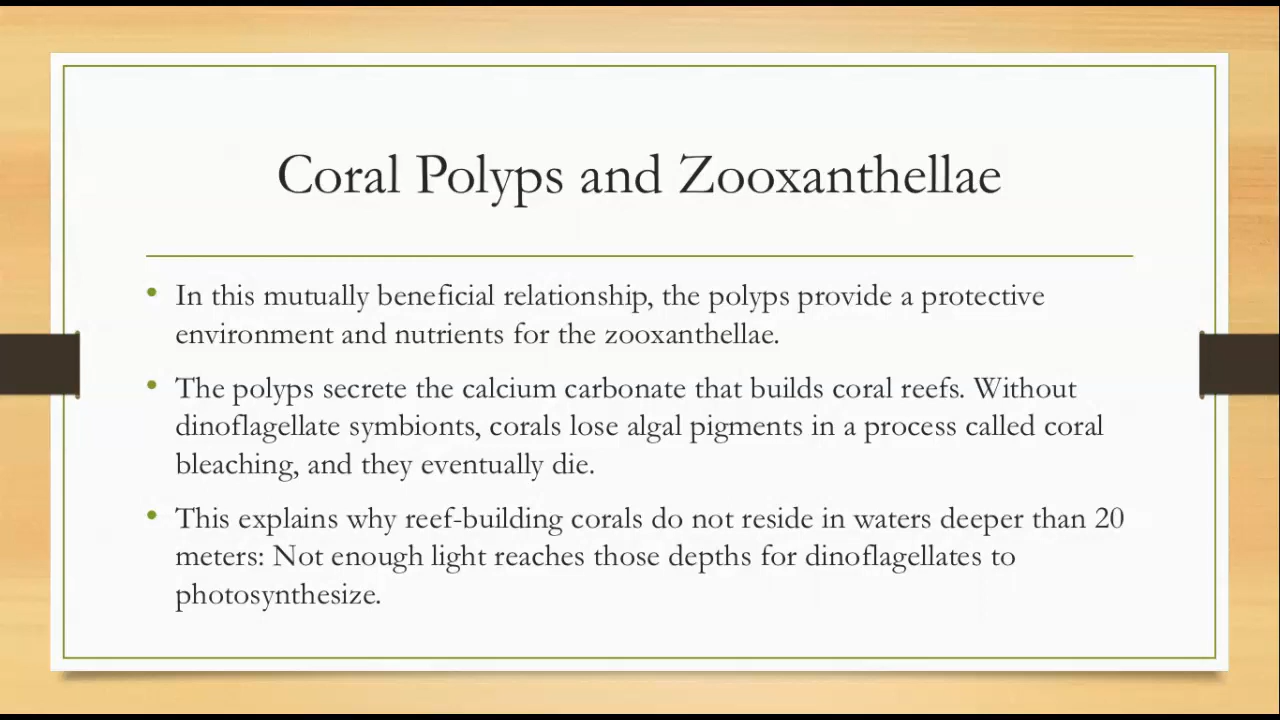 Coral Polyps and Zooxanthellae
• In this mutually beneficial relationship, the polyps provide a protective
environment and nutrients for the zooxanthellae.
• The polyps secrete the calcium carbonate that builds coral reefs. Without
dinoflagellate symbionts, corals lose algal pigments in a process called coral
bleaching, and they eventually die.
• This explains why reef-building corals do not reside in waters deeper than 20
meters: Not enough light reaches those depths for dinoflagellates to
photosynthesize.